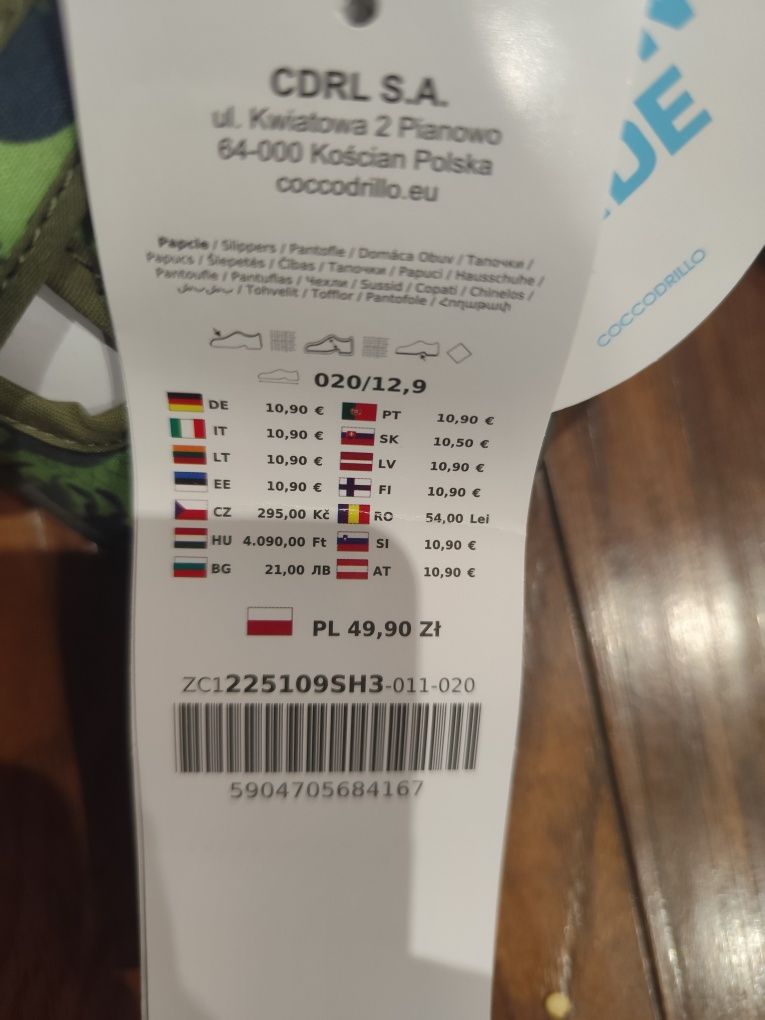 CDRL S.A.
ul. Kwiatowa 2 Pianowo
64-000 Kościan Polska
coccodrillo.eu
Papcie / Slippers / Pantofle / Domáca Obuv / Тапочки /
Papucs / Šlepetės / Čības / Тапочки / Papuci / Hausschuhe /
Pantoufle / Pantuflas / Чехли / Sussid / Copati / Chinelos /
/ Tohvelit / Tofflor / Pantofole / Հողաթափ
020/12,9
DE 10,90 € PT 10,90 €
IT 10,90 € SK 10,50 €
LT 10,90 € LV 10,90 €
EE 10,90 € FI 10,90 €
CZ 295,00 Kč RO 54,00 Lei
HU 4.090,00 Ft SI 10,90 €
BG 21,00 ЛВ AT 10,90 €
PL 49,90 Zł
ZC1225109SH3-011-020
5904705684167
DE
COCCODRILLO